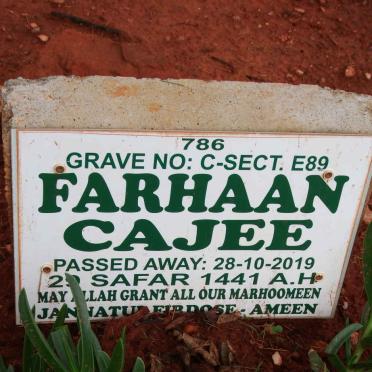 786
GRAVE NO: C-SECT. E89
FARHAAN
CAJEE
PASSED AWAY: 28-10-2019
SAFAR 1441 A.H
MAY ALLAH GRANT ALL OUR MARHOOMEEN
JANNATUL FIRDOSE - AMEEN